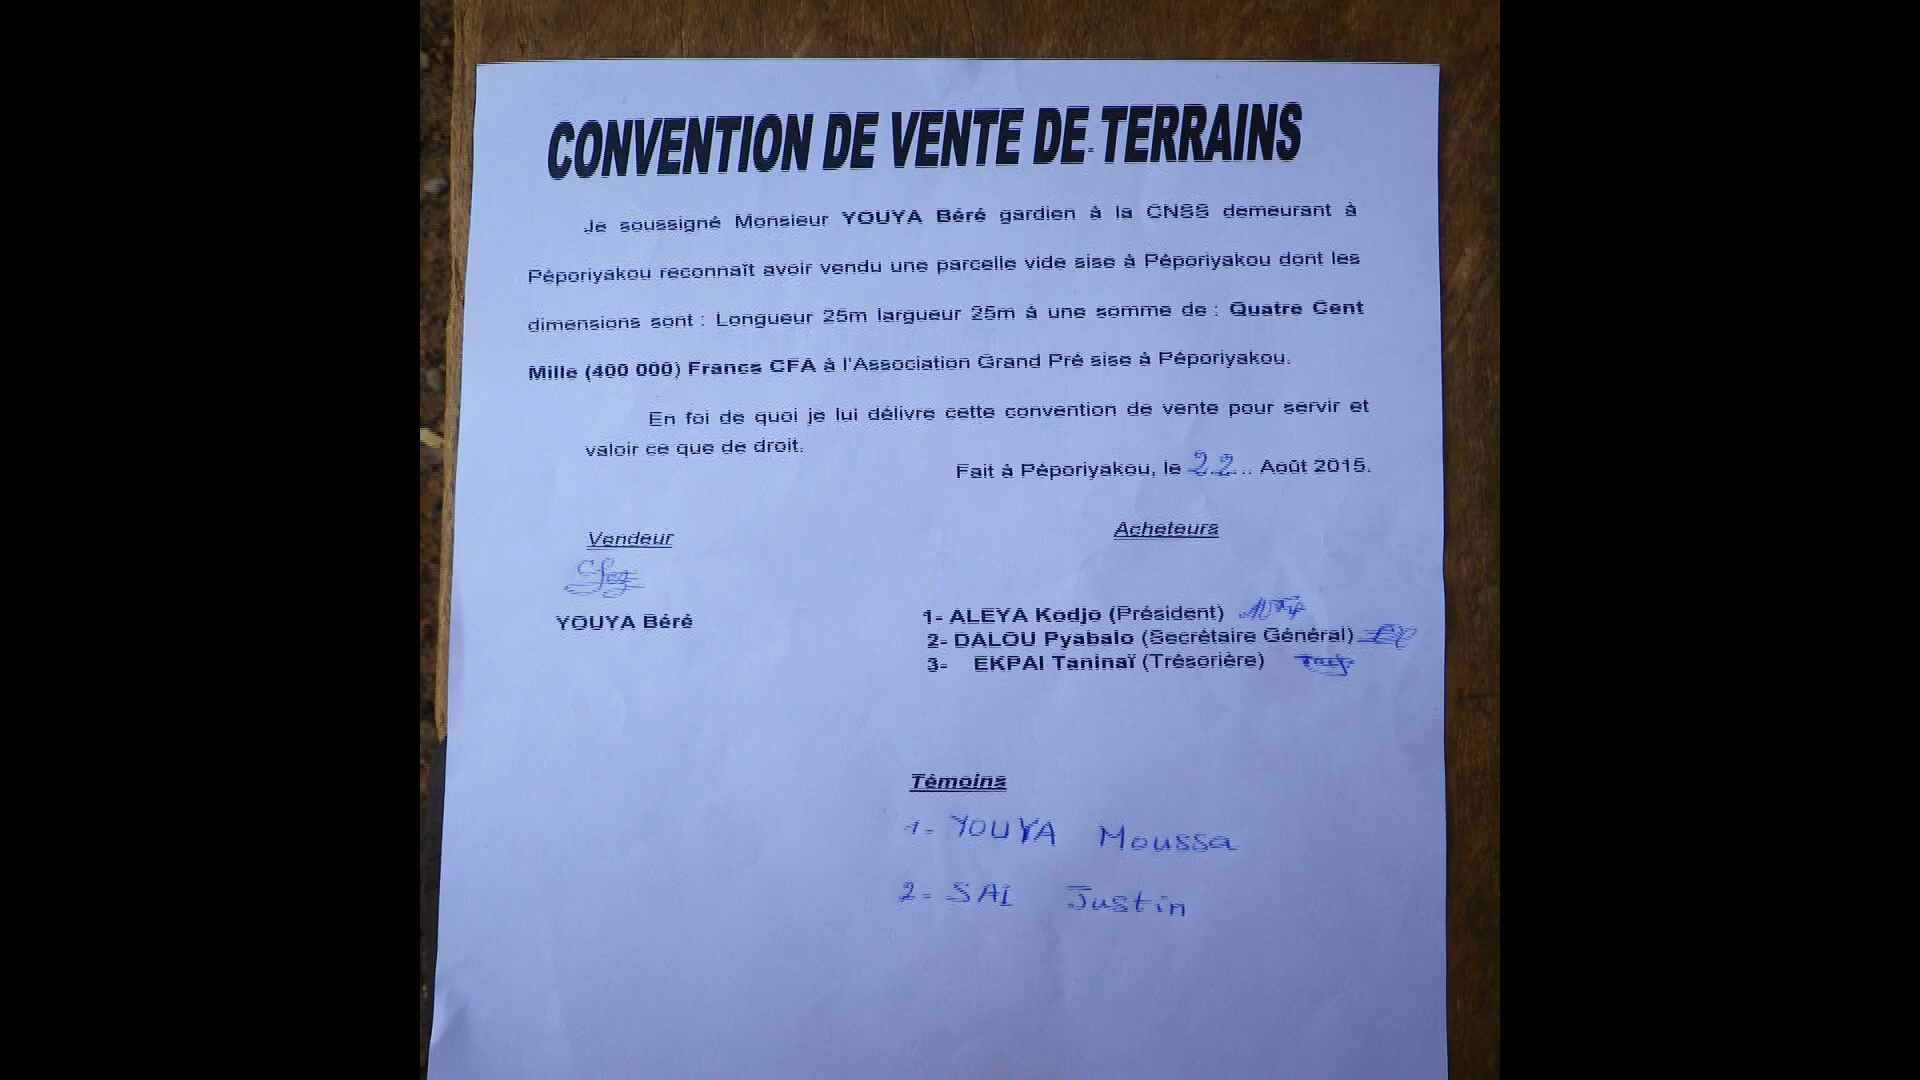 CONVENTION DE VENTE DE TERRAINS
Je soussigné Monsieur YOUYA Béré gardien à la CNSS demeurant à
Péporiyakou reconnaît avoir vendu une parcelle vide sise à Péporiyakou dont les
dimensions sont : Longueur 25m largueur 25m à une somme de : Quatre Cent
Mille (400 000) Francs CFA à l'Association Grand Pré sise à Péporiyakou.
En foi de quoi je lui délivre cette convention de vente pour servir et
valoir ce que de droit.
Fait à Péporiyakou, le 22... Août 2015.
Vendeur
Acheteurs
YOUYA Béré
1- ALEYA Kodjo (Président)
2- DALOU Pyabalo (Secrétaire Général)
3- EKPAI Taninaï (Trésorière)
Témoins
1- YOUYA Moussa
2- SAI Justin